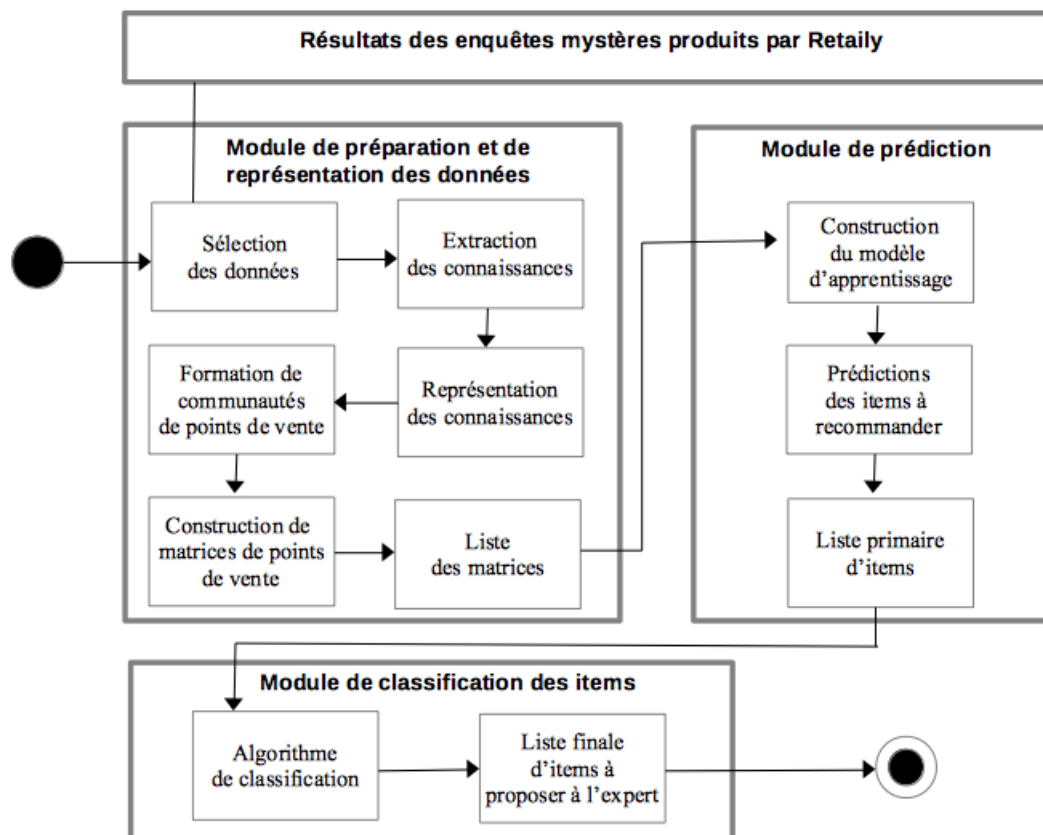 Résultats des enquêtes mystères produits par Retaily
Module de préparation et de
représentation des données
Sélection
des données
Extraction
des connaissances
Formation de
communautés
de points de vente
Représentation
des connaissances
Construction de
matrices de points
de vente
Liste
des matrices
Module de prédiction
Construction
du modèle
d’apprentissage
Prédictions
des items à
recommander
Liste primaire
d’items
Module de classification des items
Algorithme
de classification
Liste finale
d’items à
proposer à l’expert